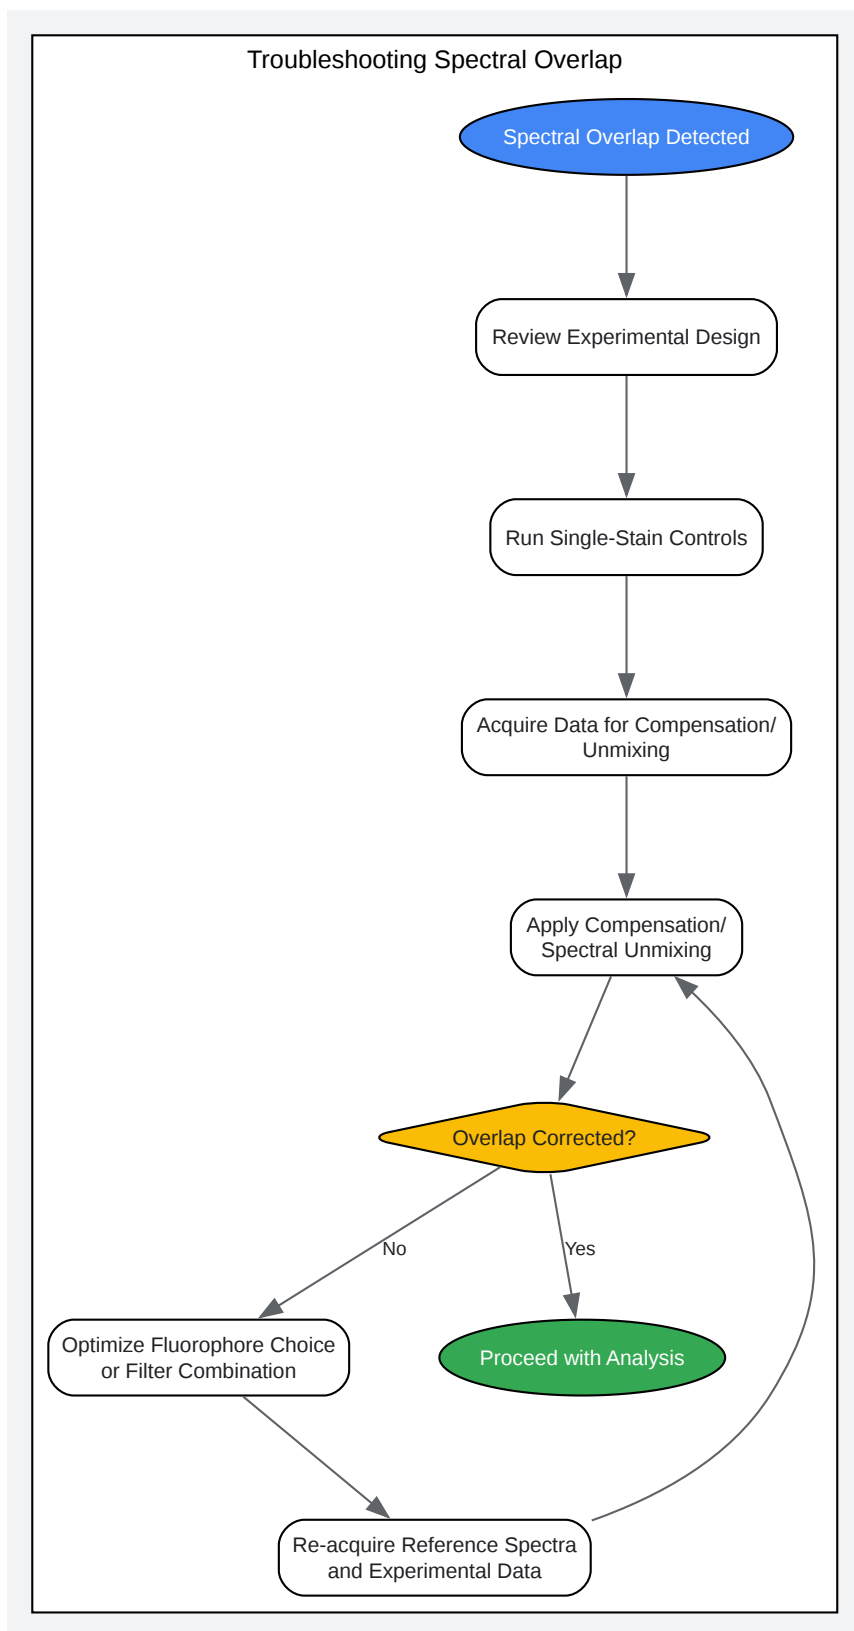 Troubleshooting Spectral Overlap
Spectral Overlap Detected
Review Experimental Design
Run Single-Stain Controls
Acquire Data for Compensation/
Unmixing
Apply Compensation/
Spectral Unmixing
Overlap Corrected?
No
Yes
Optimize Fluorophore Choice
or Filter Combination
Proceed with Analysis
Re-acquire Reference Spectra
and Experimental Data